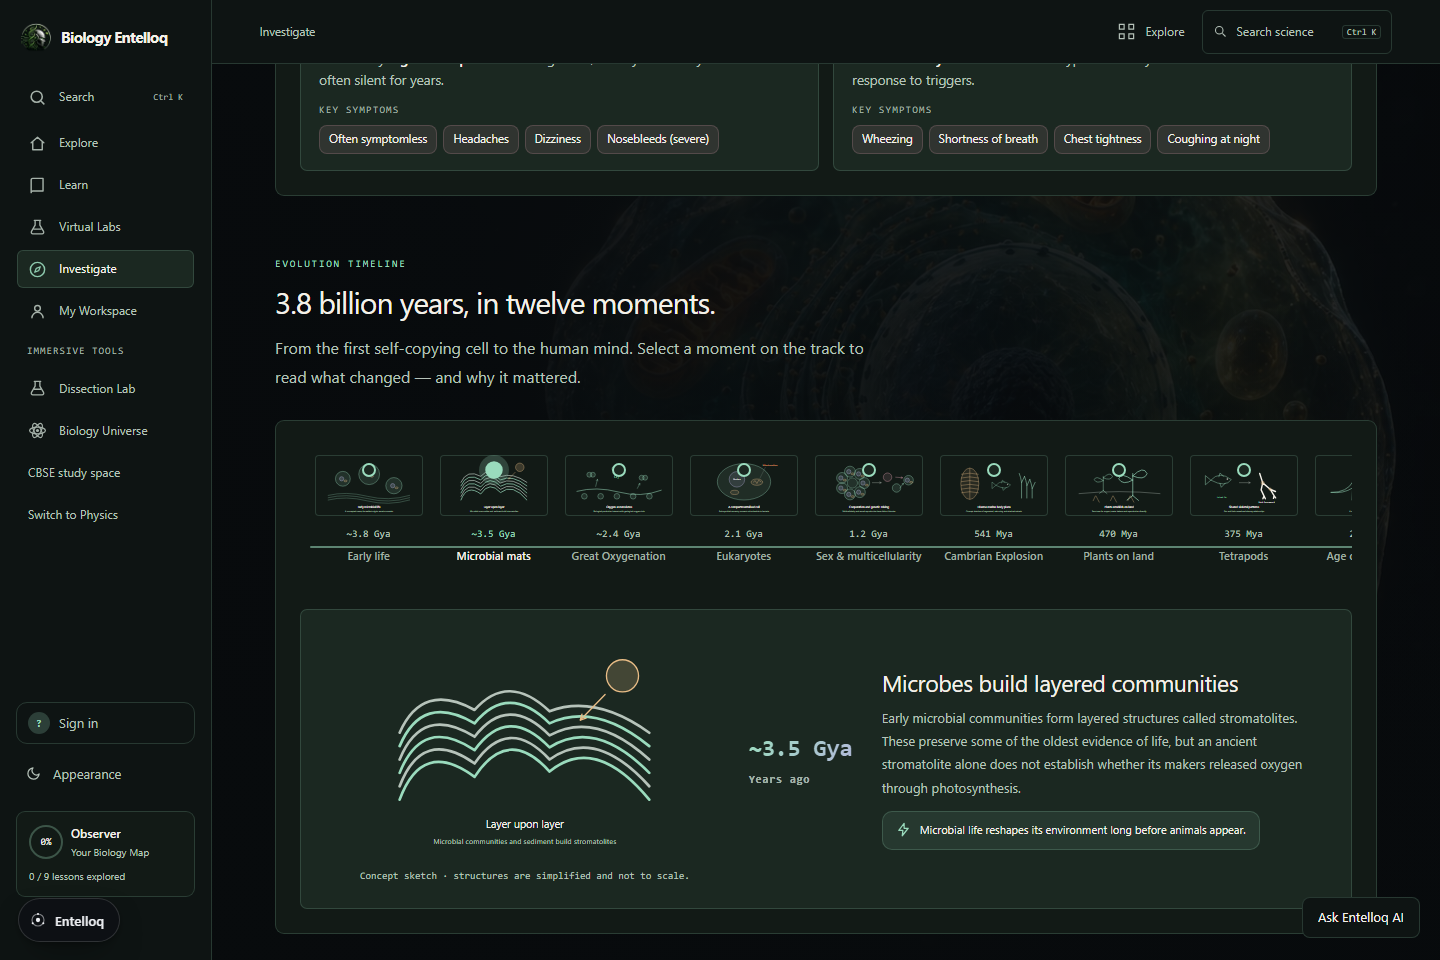 Biology Entelloq
Search Ctrl K
Explore
Learn
Virtual Labs
Investigate
My Workspace
IMMERSIVE TOOLS
Dissection Lab
Biology Universe
CBSE study space
Switch to Physics
Sign in
Appearance
0% Observer
Your Biology Map
0 / 9 lessons explored
Entelloq
Investigate
Explore
Search science Ctrl K
often silent for years.
KEY SYMPTOMS
Often symptomless Headaches Dizziness Nosebleeds (severe)
response to triggers.
KEY SYMPTOMS
Wheezing Shortness of breath Chest tightness Coughing at night
EVOLUTION TIMELINE
3.8 billion years, in twelve moments.
From the first self-copying cell to the human mind. Select a moment on the track to
read what changed — and why it mattered.
~3.8 Gya ~3.5 Gya ~2.4 Gya 2.1 Gya 1.2 Gya 541 Mya 470 Mya 375 Mya
Early life Microbial mats Great Oxygenation Eukaryotes Sex & multicellularity Cambrian Explosion Plants on land Tetrapods Age
Layer upon layer
Microbial communities and sediment build stromatolites
Concept sketch · structures are simplified and not to scale.
~3.5 Gya
Years ago
Microbes build layered communities
Early microbial communities form layered structures called stromatolites.
These preserve some of the oldest evidence of life, but an ancient
stromatolite alone does not establish whether its makers released oxygen
through photosynthesis.
Microbial life reshapes its environment long before animals appear.
Ask Entelloq AI